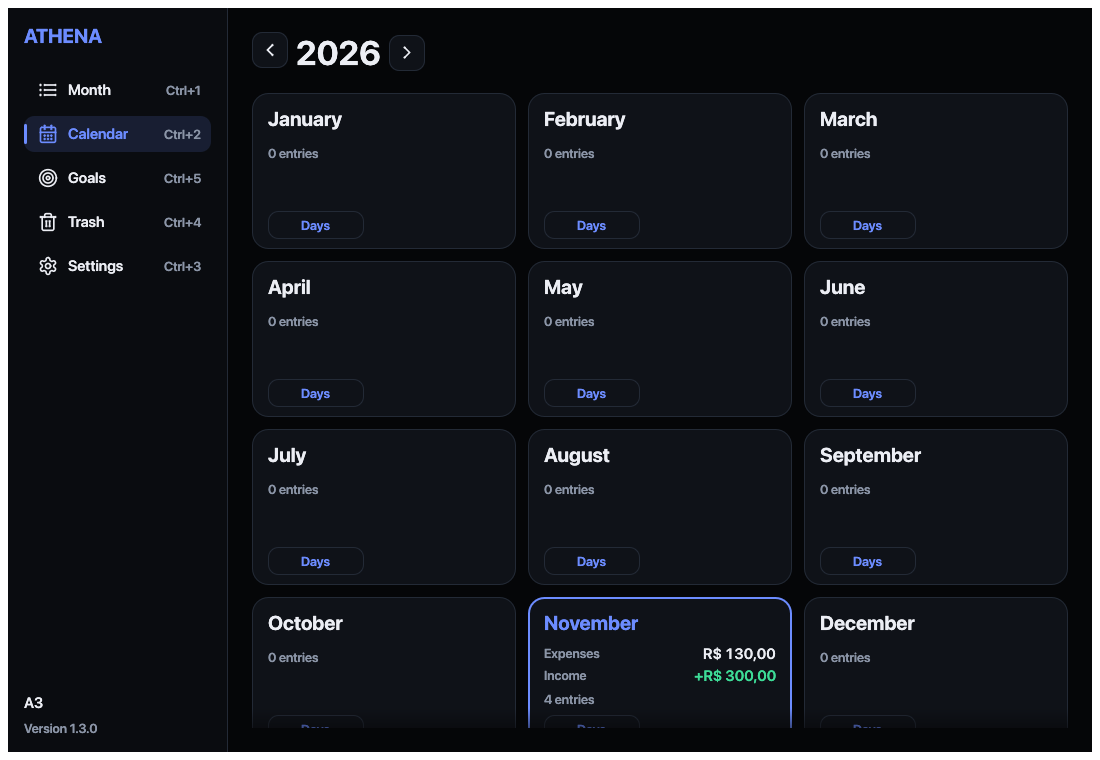 ATHENA
Month Ctrl+1
Calendar Ctrl+2
Goals Ctrl+5
Trash Ctrl+4
Settings Ctrl+3
A3
Version 1.3.0
2026
January February March
0 entries 0 entries 0 entries
Days Days Days
April May June
0 entries 0 entries 0 entries
Days Days Days
July August September
0 entries 0 entries 0 entries
Days Days Days
October November December
0 entries Expenses R$ 130,00 0 entries
Income +R$ 300,00
4 entries
Days Days Days